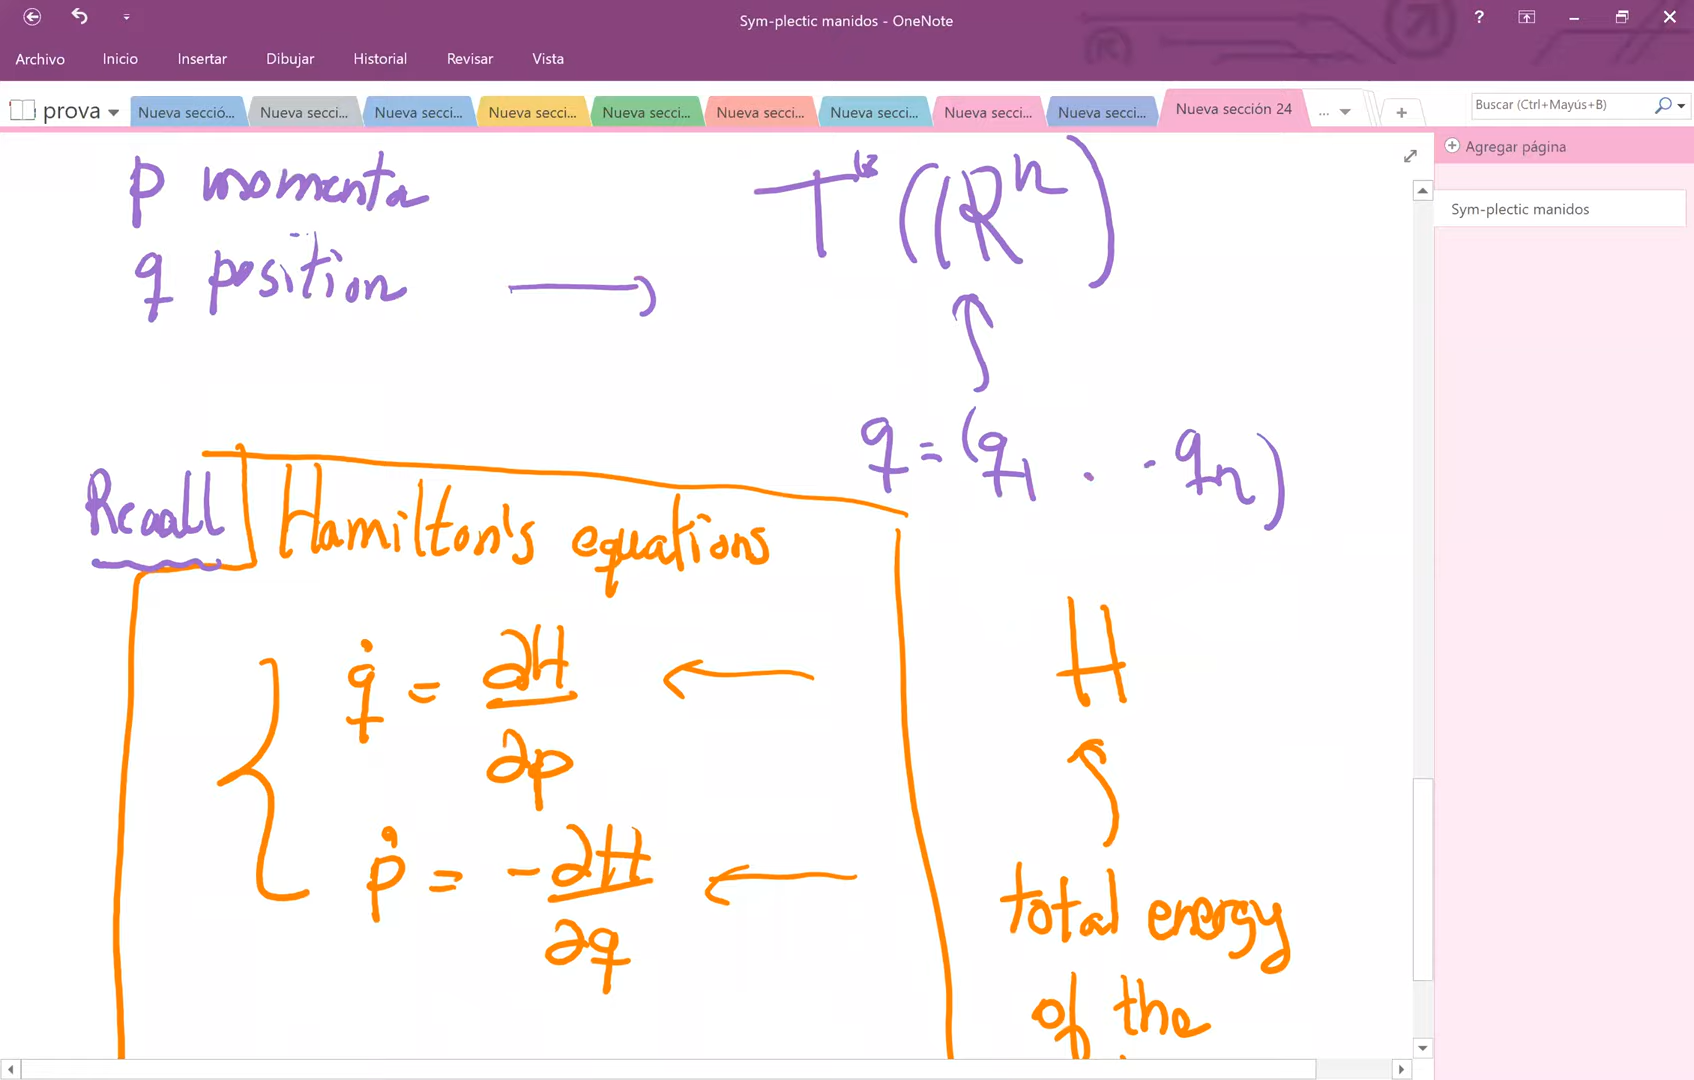 Sym-plectic manidos - OneNote
?
Archivo Inicio Insertar Dibujar Historial Revisar Vista
prova Nueva secció... Nueva secci... Nueva secci... Nueva secci... Nueva secci... Nueva secci... Nueva secci... Nueva secci... Nueva secci... Nueva sección 24 ... +
Buscar (Ctrl+Mayús+B)
Agregar página
Sym-plectic manidos
p momenta
q position
T*(ℝⁿ)
q = (q₁ . . qₙ)
Recall Hamilton's equations
q̇ = ∂H/∂p
ṗ = -∂H/∂q
H
total energy
of the